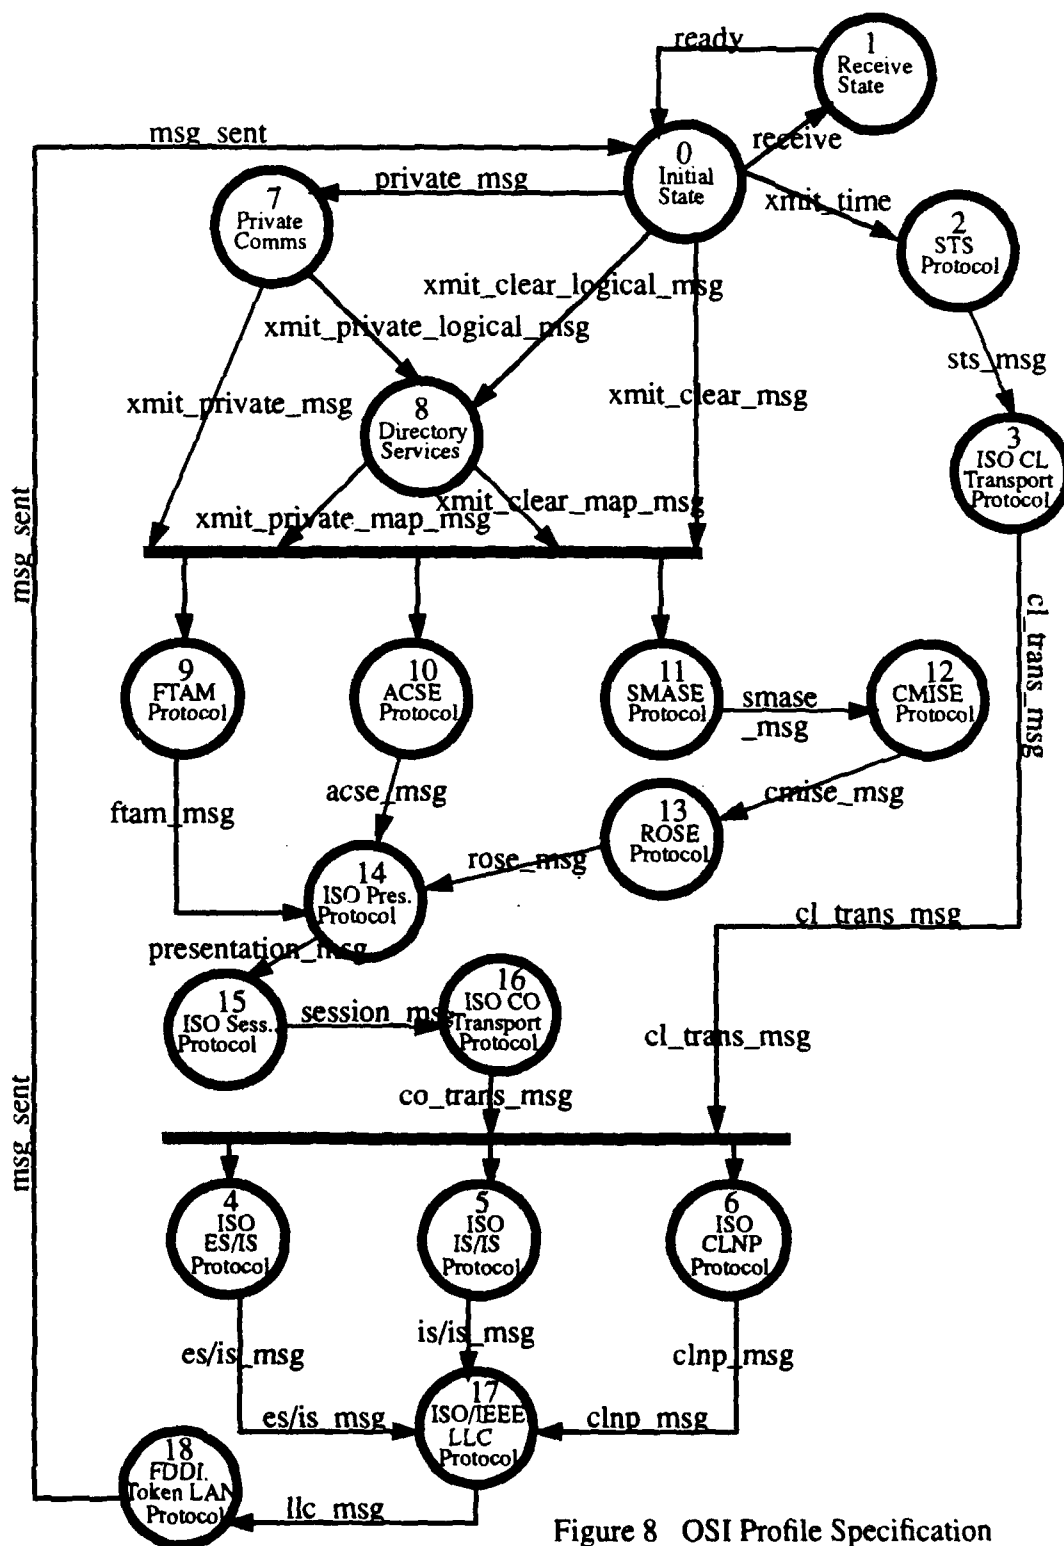 ready
1
Receive
State
msg_sent
0
Initial
State
receive
private_msg
7
Private
Comms
xmit_time
2
STS
Protocol
xmit_clear_logical_msg
xmit_private_logical_msg
sts_msg
xmit_private_msg
8
Directory
Services
xmit_clear_msg
3
ISO CL
Transport
Protocol
xmit_private_map_msg
xmit_clear_map_msg
msg_sent
cl_trans_msg
9
FTAM
Protocol
10
ACSE
Protocol
11
SMASE
Protocol
smase
_msg
12
CMISE
Protocol
ftam_msg
acse_msg
cmise_msg
13
ROSE
Protocol
rose_msg
14
ISO Pres.
Protocol
cl_trans_msg
presentation_msg
15
ISO Sess.
Protocol
session_msg
16
ISO CO
Transport
Protocol
cl_trans_msg
co_trans_msg
msg_sent
4
ISO
ES/IS
Protocol
5
ISO
IS/IS
Protocol
6
ISO
CLNP
Protocol
es/is_msg
is/is_msg
clnp_msg
17
ISO/IEEE
LLC
Protocol
es/is_msg
clnp_msg
18
FDDI.
Token LAN
Protocol
llc_msg
Figure 8 OSI Profile Specification